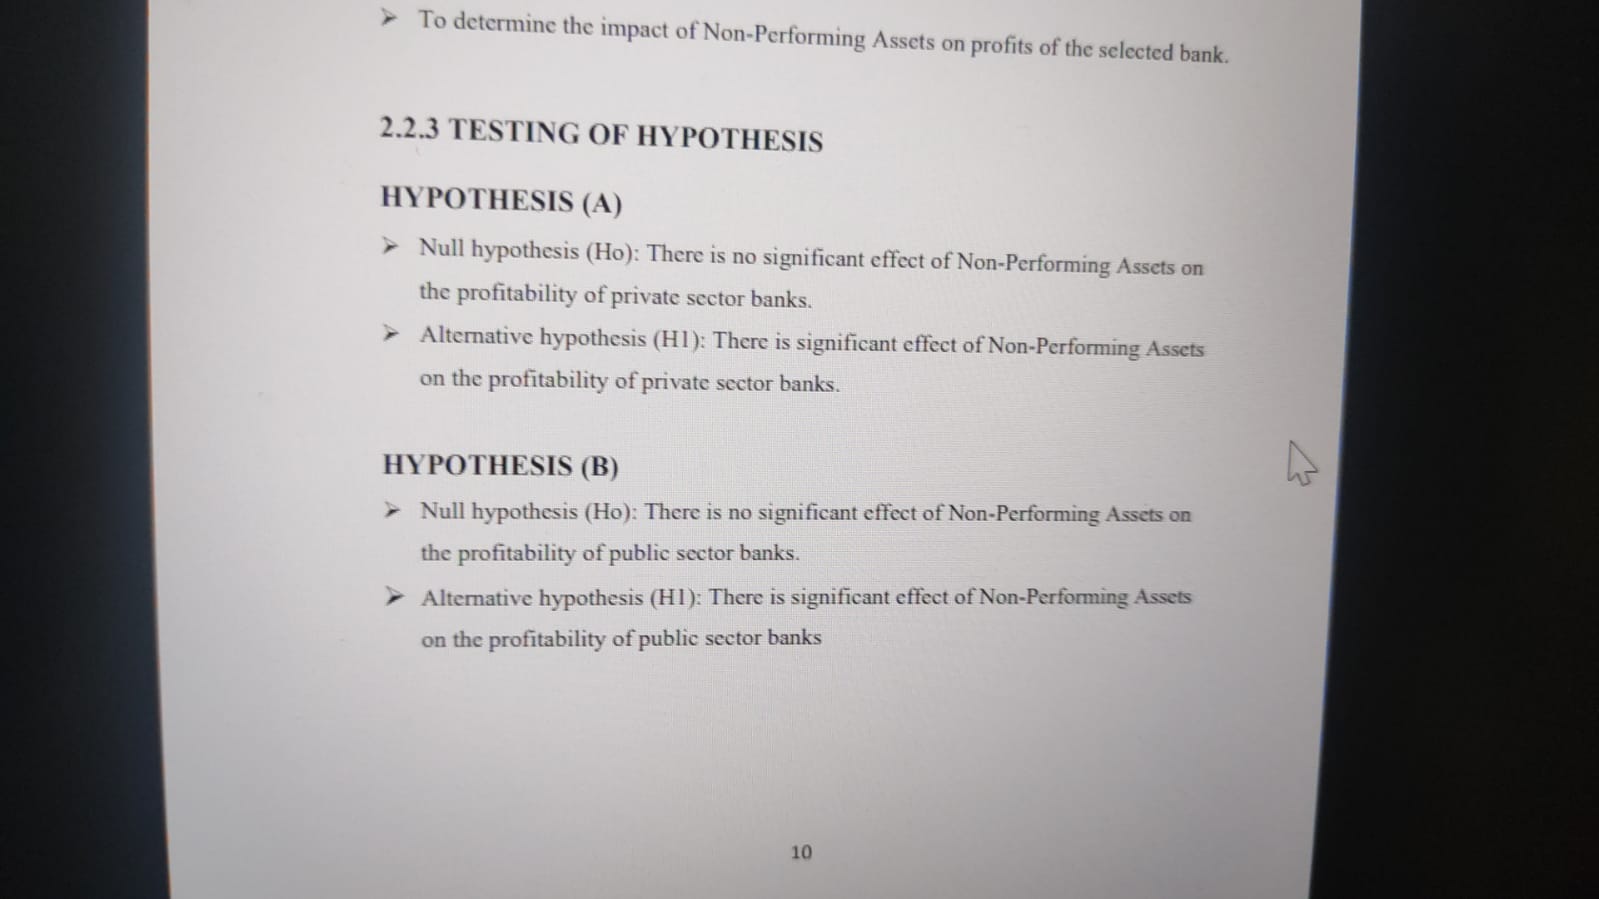 ➢ To determine the impact of Non-Performing Assets on profits of the selected bank.
2.2.3 TESTING OF HYPOTHESIS
HYPOTHESIS (A)
➢ Null hypothesis (Ho): There is no significant effect of Non-Performing Assets on
the profitability of private sector banks.
➢ Alternative hypothesis (H1): There is significant effect of Non-Performing Assets
on the profitability of private sector banks.
HYPOTHESIS (B)
➢ Null hypothesis (Ho): There is no significant effect of Non-Performing Assets on
the profitability of public sector banks.
➢ Alternative hypothesis (H1): There is significant effect of Non-Performing Assets
on the profitability of public sector banks
10